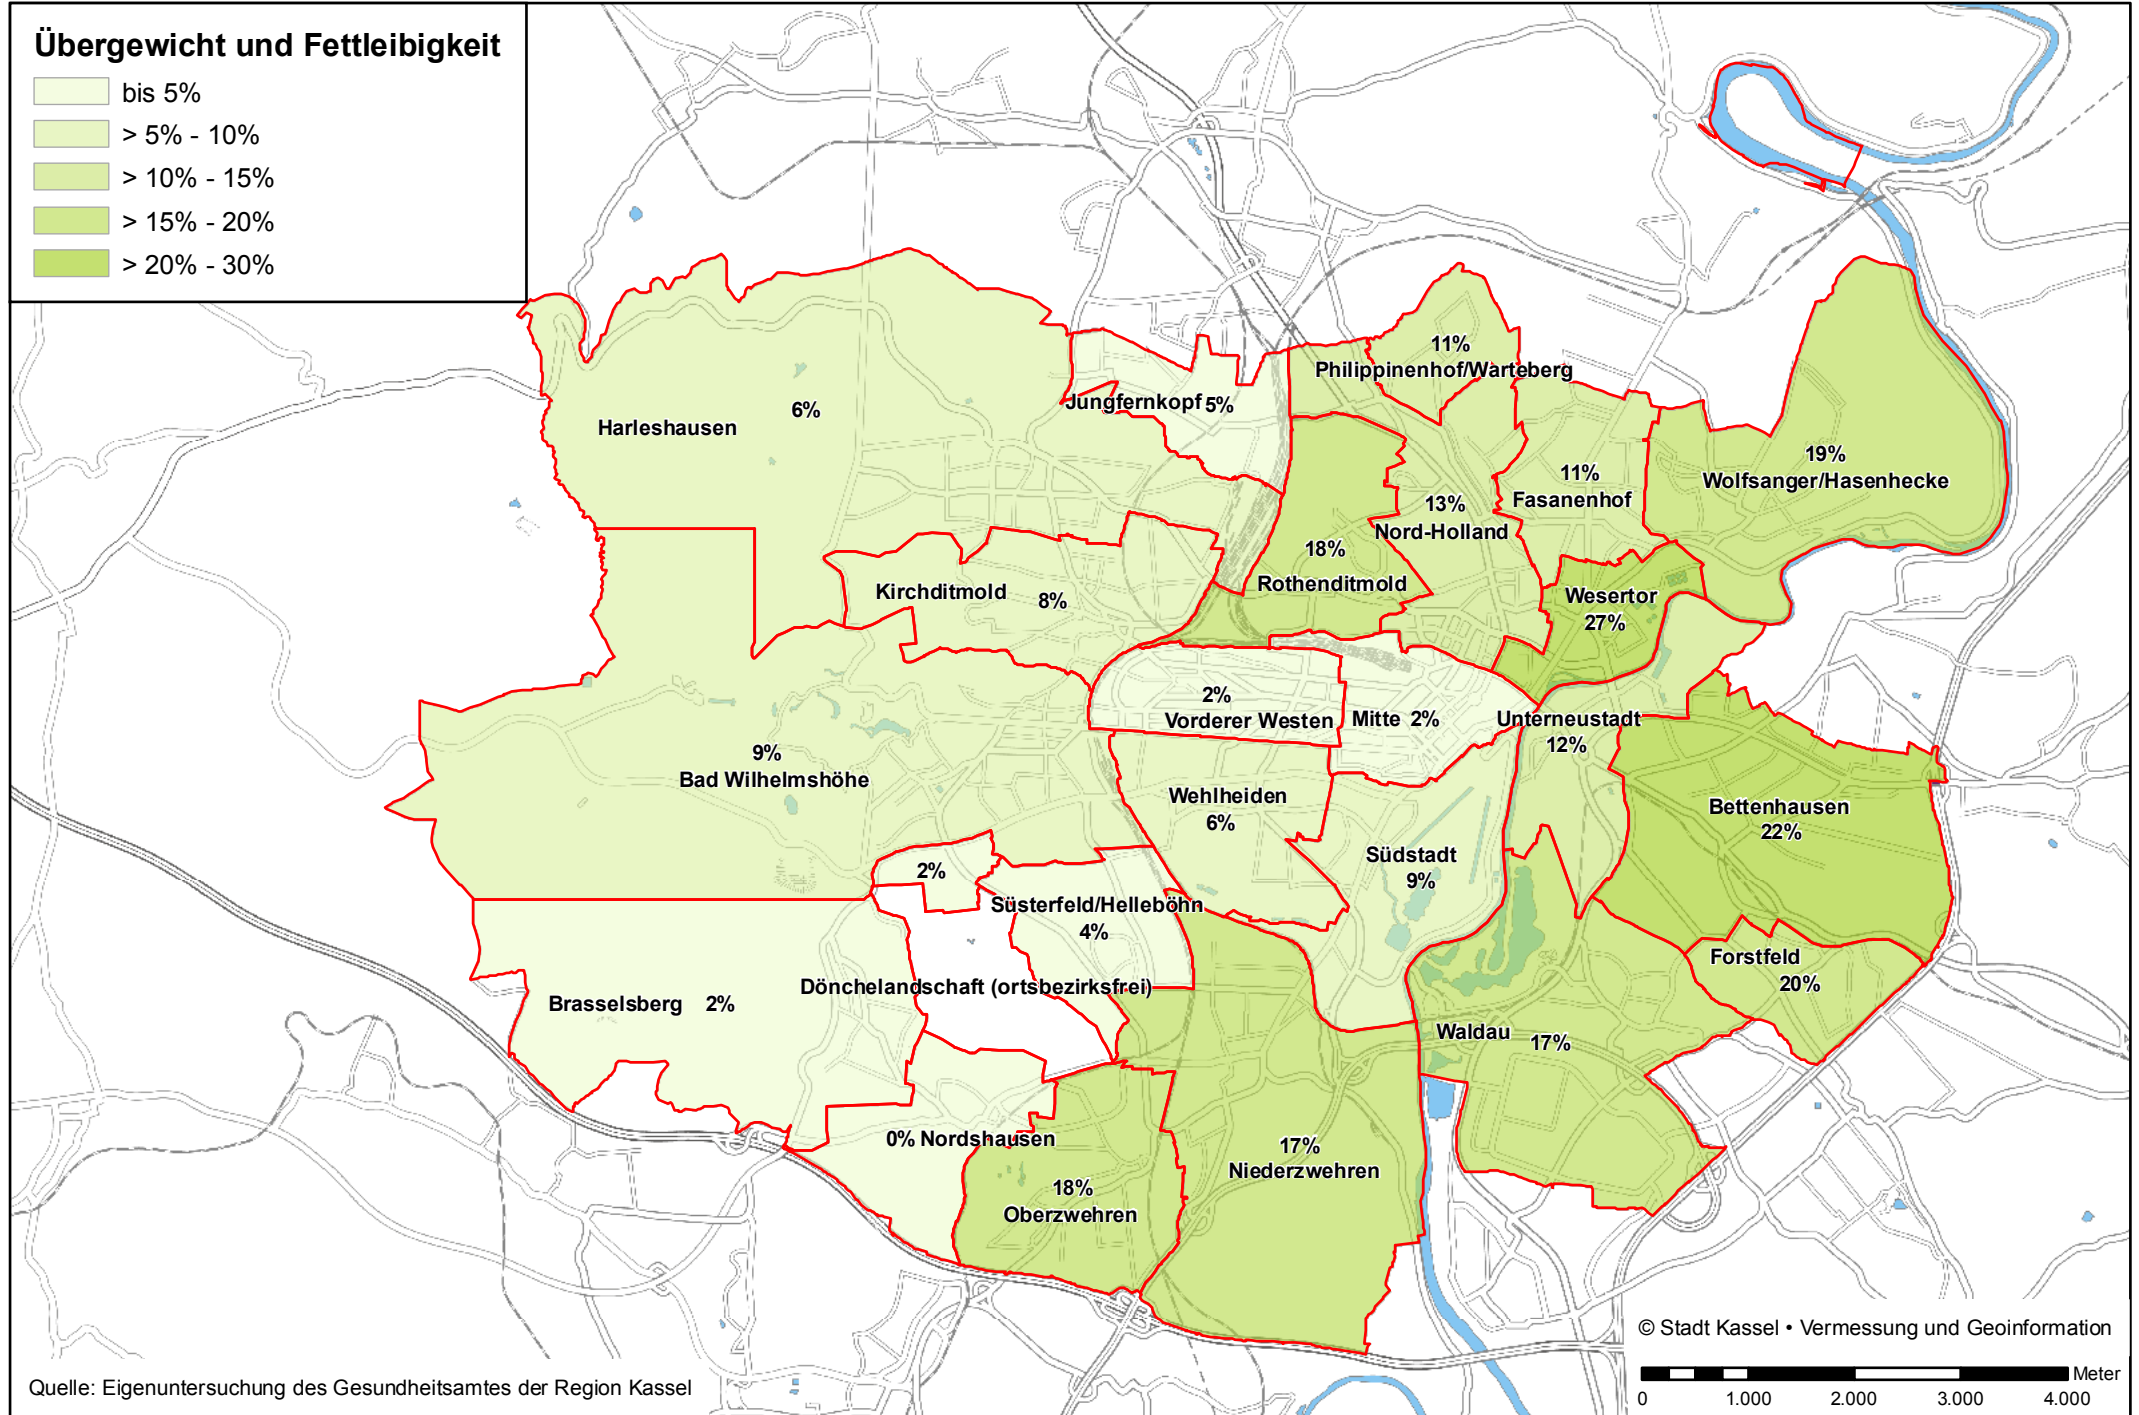 Übergewicht und Fettleibigkeit
bis 5%
> 5% - 10%
> 10% - 15%
> 15% - 20%
> 20% - 30%
11%
Philippinenhof/Warteberg
Jungfernkopf 5%
6%
Harleshausen
19%
Wolfsanger/Hasenhecke
11%
Fasanenhof
13%
Nord-Holland
18%
Rothenditmold
Kirchditmold 8%
Wesertor
27%
2%
Vorderer Westen
Mitte 2%
Unterneustadt
12%
9%
Bad Wilhelmshöhe
Wehlheiden
6%
Bettenhausen
22%
Südstadt
9%
2%
Süsterfeld/Helleböhn
4%
Forstfeld
20%
Dönchelandschaft (ortsbezirksfrei)
Brasselsberg 2%
Waldau 17%
0% Nordshausen
17%
Niederzwehren
18%
Oberzwehren
© Stadt Kassel • Vermessung und Geoinformation
Meter
0 1.000 2.000 3.000 4.000
Quelle: Eigenuntersuchung des Gesundheitsamtes der Region Kassel